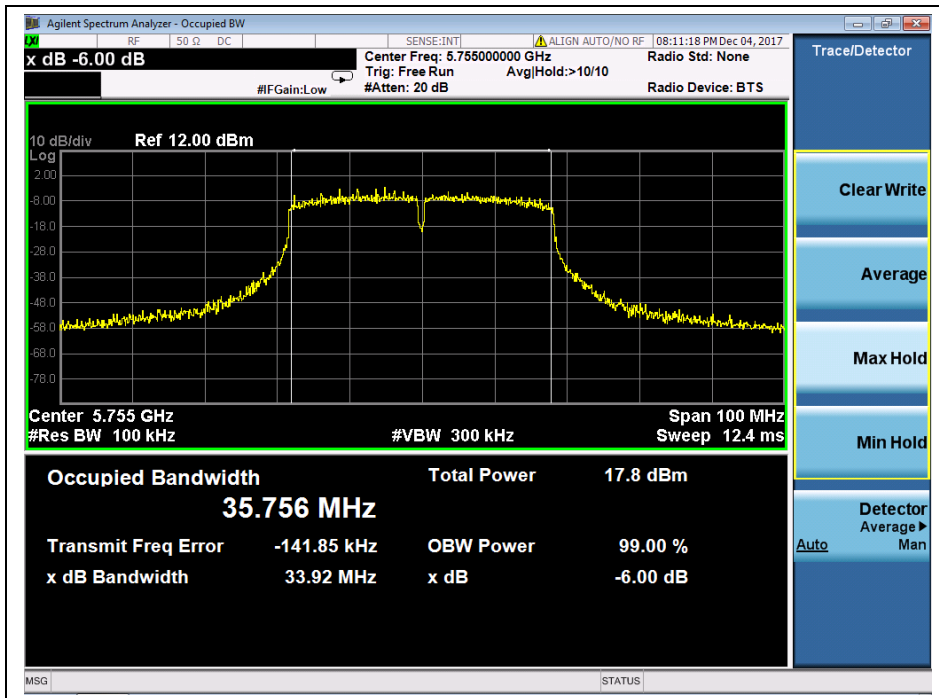 Agilent Spectrum Analyzer - Occupied BW
LXI RF 50 Ω DC SENSE:INT ALIGN AUTO/NO RF 08:11:18 PM Dec 04, 2017
x dB -6.00 dB
Center Freq: 5.755000000 GHz
Radio Std: None
Trig: Free Run Avg|Hold:>10/10
#IFGain:Low #Atten: 20 dB Radio Device: BTS
10 dB/div Ref 12.00 dBm
Log
2.00
-8.00
-18.0
-28.0
-38.0
-48.0
-58.0
-68.0
-78.0
Center 5.755 GHz Span 100 MHz
#Res BW 100 kHz #VBW 300 kHz Sweep 12.4 ms
Occupied Bandwidth Total Power 17.8 dBm
35.756 MHz
Transmit Freq Error -141.85 kHz OBW Power 99.00 %
x dB Bandwidth 33.92 MHz x dB -6.00 dB
Trace/Detector
Clear Write
Average
Max Hold
Min Hold
Detector
Average
Auto Man
MSG STATUS